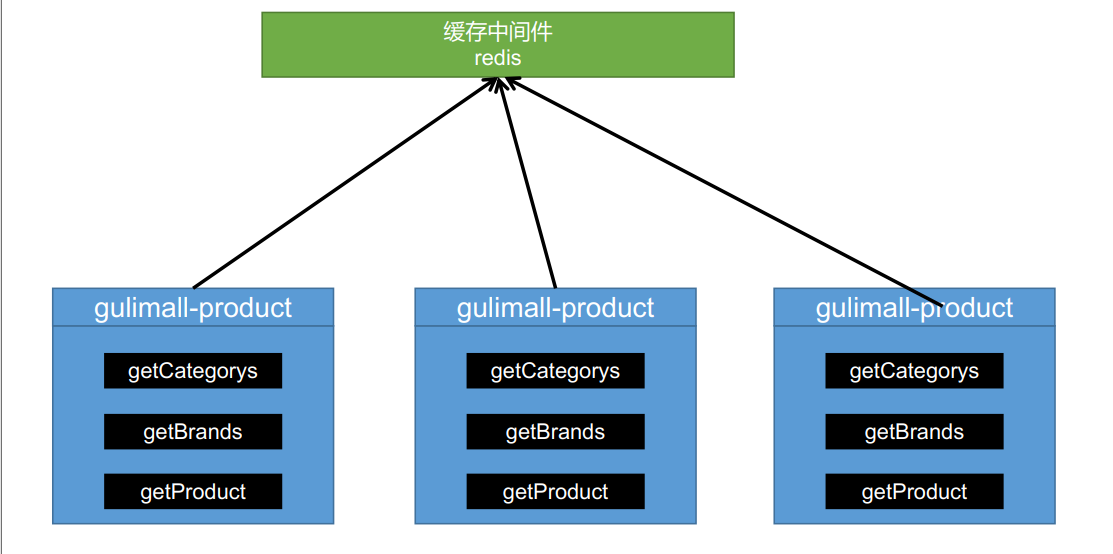 缓存中间件
redis
gulimall-product
getCategorys
getBrands
getProduct
gulimall-product
getCategorys
getBrands
getProduct
gulimall-product
getCategorys
getBrands
getProduct